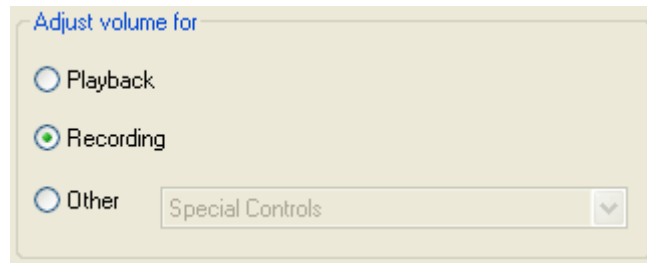 Adjust volume for
Playback
Recording
Other Special Controls